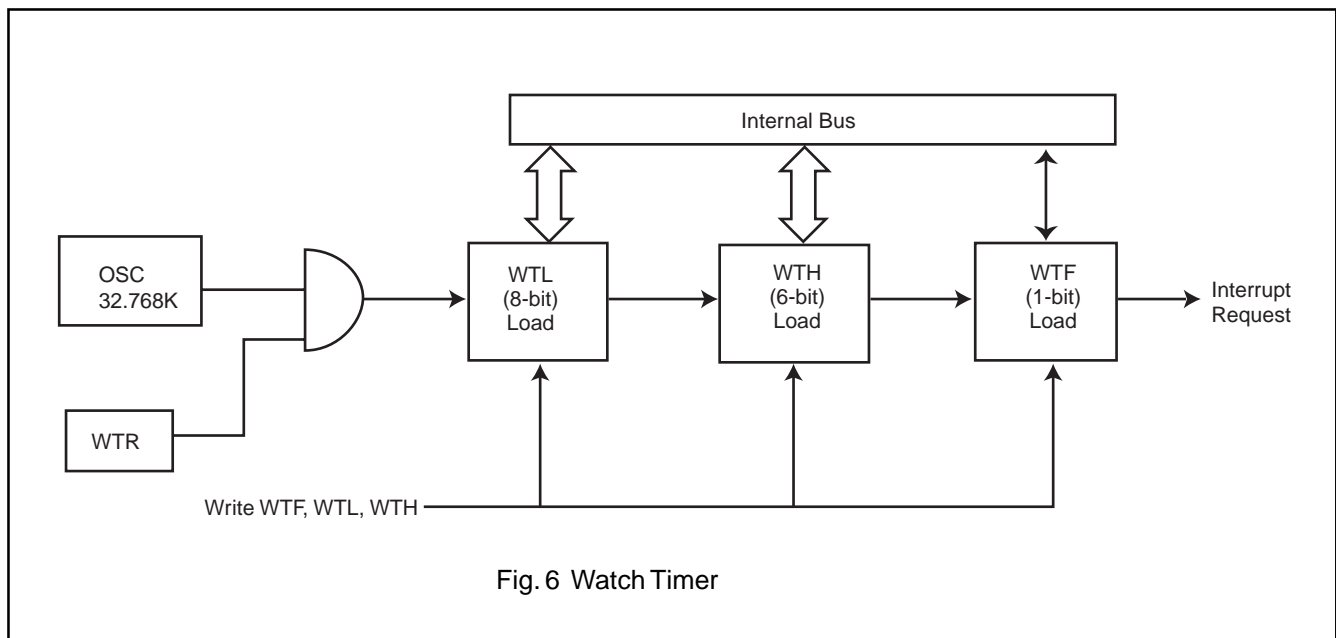 Internal Bus
OSC
32.768K
WTL
(8-bit)
Load
WTH
(6-bit)
Load
WTF
(1-bit)
Load
Interrupt
Request
WTR
Write WTF, WTL, WTH
Fig. 6 Watch Timer